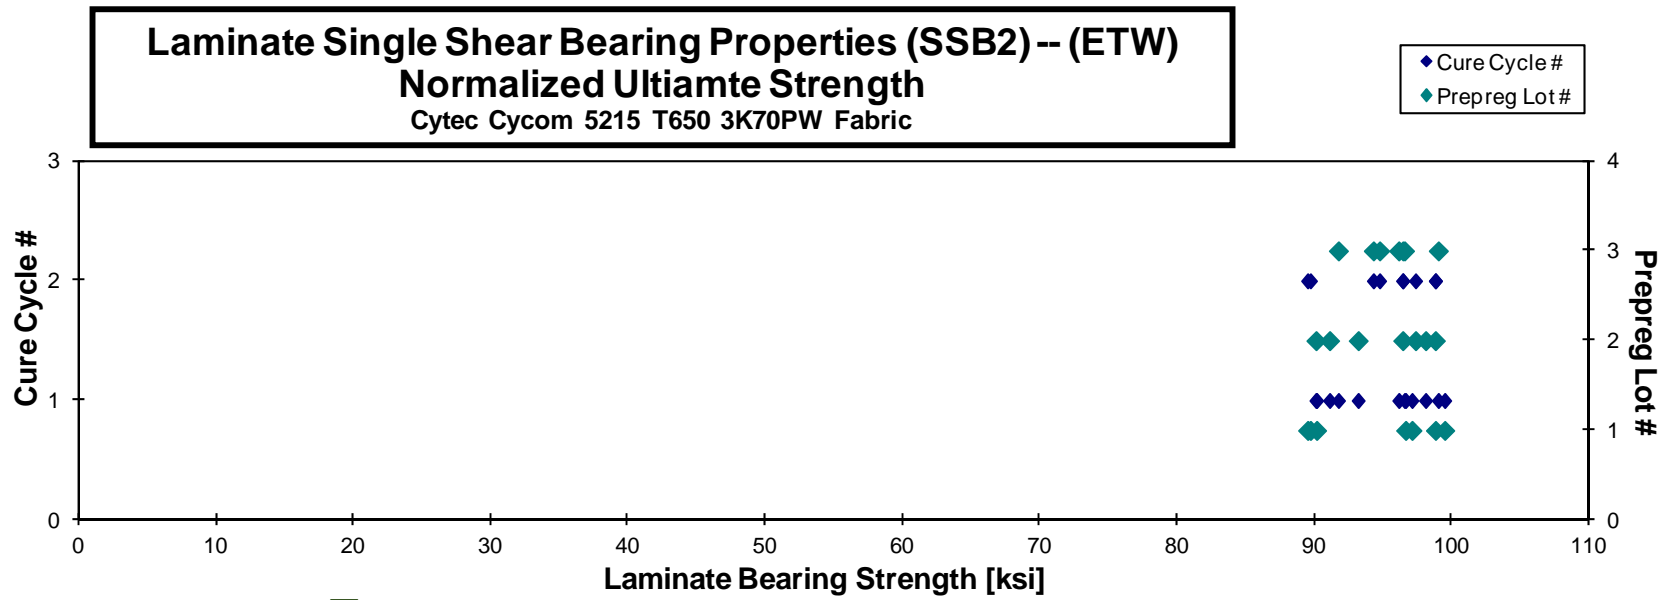 Laminate Single Shear Bearing Properties (SSB2) -- (ETW)
Normalized Ultiamte Strength
Cytec Cycom 5215 T650 3K70PW Fabric
Cure Cycle #
Prepreg Lot #
3
2
1
0
Cure Cycle #
4
3
2
1
0
Prepreg Lot #
0 10 20 30 40 50 60 70 80 90 100 110
Laminate Bearing Strength [ksi]